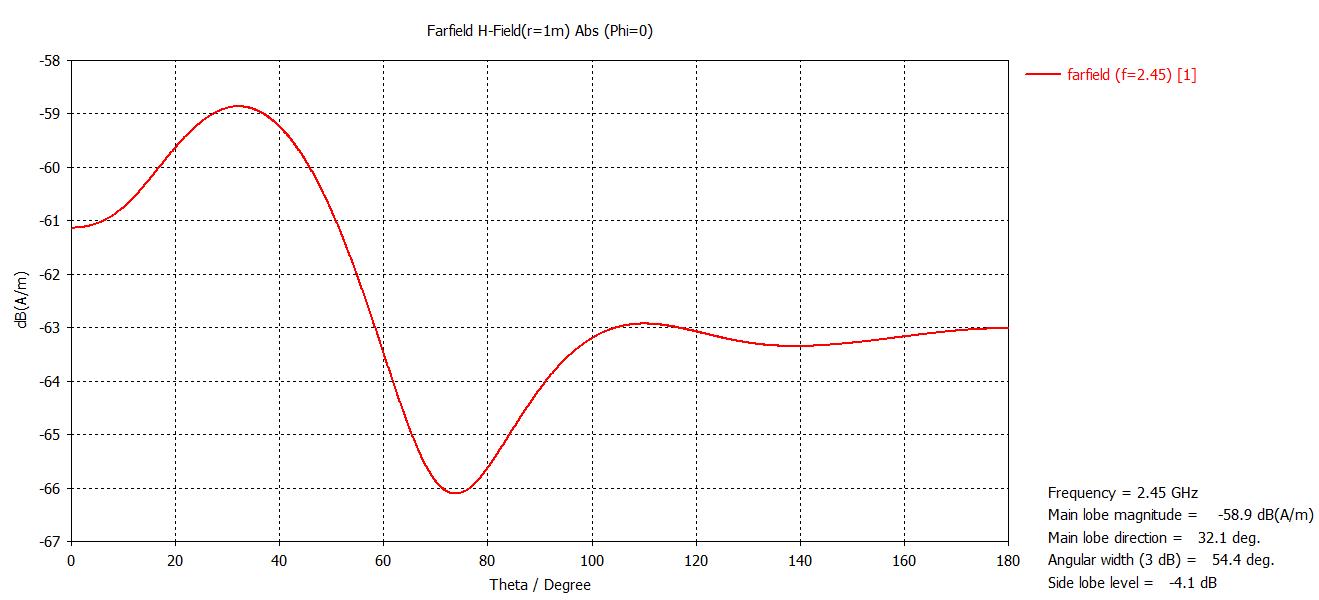 Farfield H-Field(r=1m) Abs (Phi=0)
farfield (f=2.45) [1]
-58
-59
-60
-61
-62
-63
-64
-65
-66
-67
dB(A/m)
0 20 40 60 80 100 120 140 160 180
Theta / Degree
Frequency = 2.45 GHz
Main lobe magnitude = -58.9 dB(A/m)
Main lobe direction = 32.1 deg.
Angular width (3 dB) = 54.4 deg.
Side lobe level = -4.1 dB